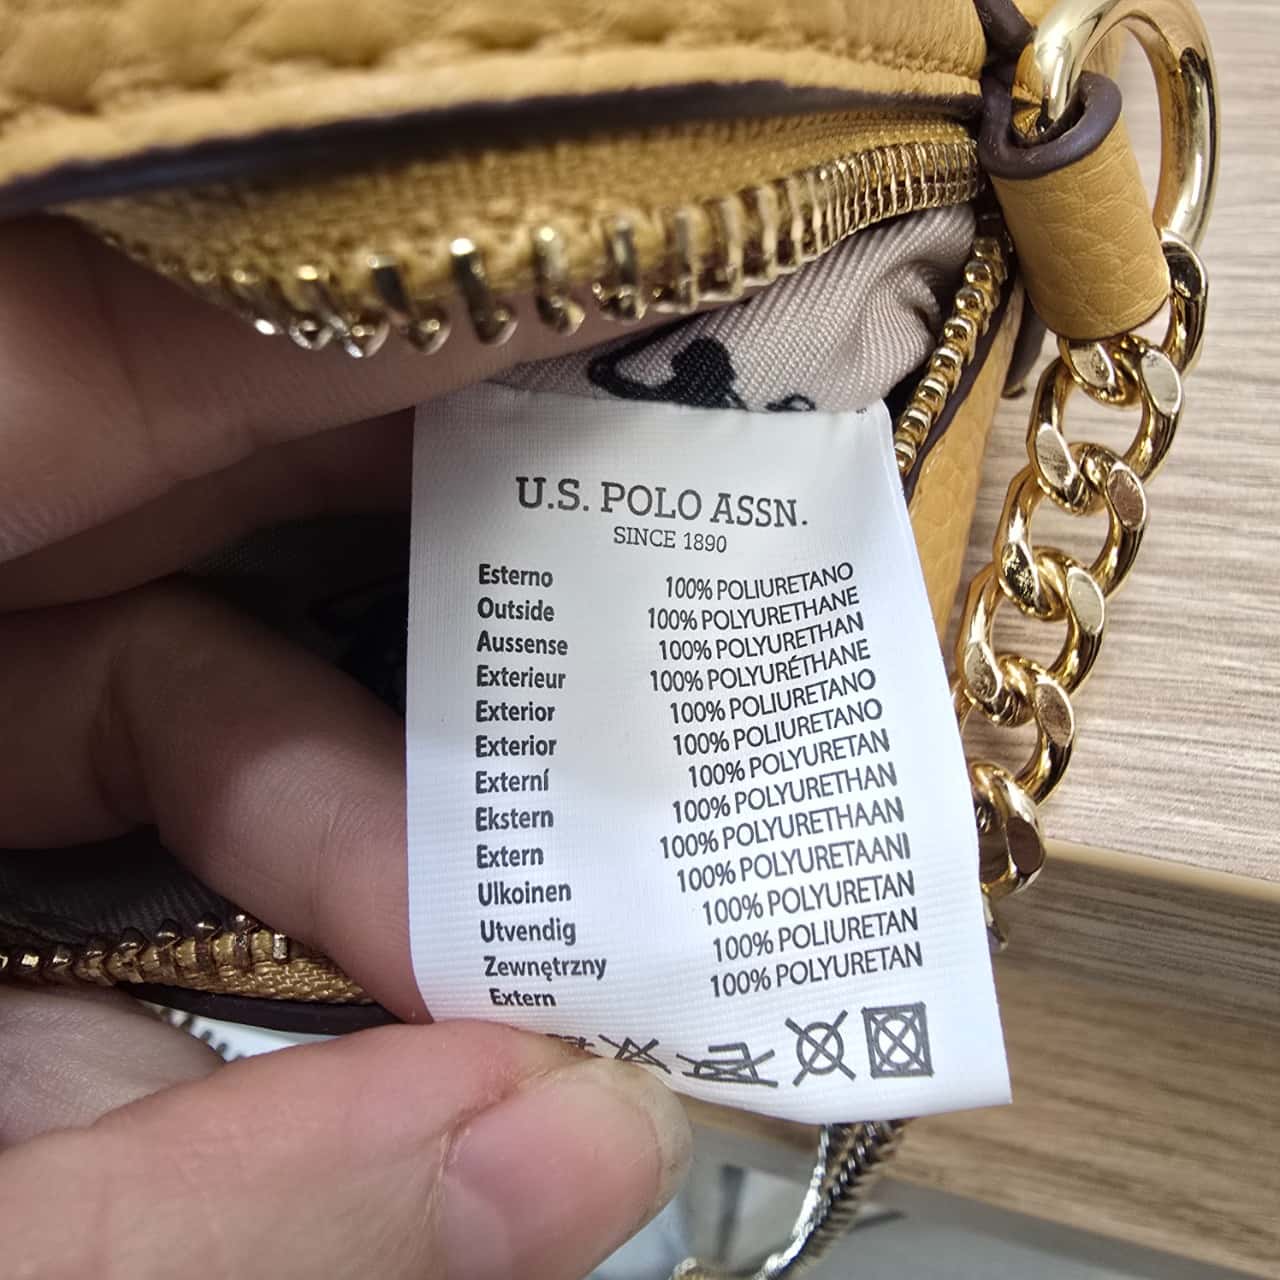 U.S. POLO ASSN.
SINCE 1890
Esterno 100% POLIURETANO
Outside 100% POLYURETHANE
Aussense 100% POLYURETHAN
Exterieur 100% POLYURÉTHANE
Exterior 100% POLIURETANO
Exterior 100% POLIURETANO
Externí 100% POLYURETAN
Ekstern 100% POLYURETHAN
Extern 100% POLYURETHAAN
Ulkoinen 100% POLYURETAANI
Utvendig 100% POLYURETAN
Zewnętrzny 100% POLIURETAN
Extern 100% POLYURETAN